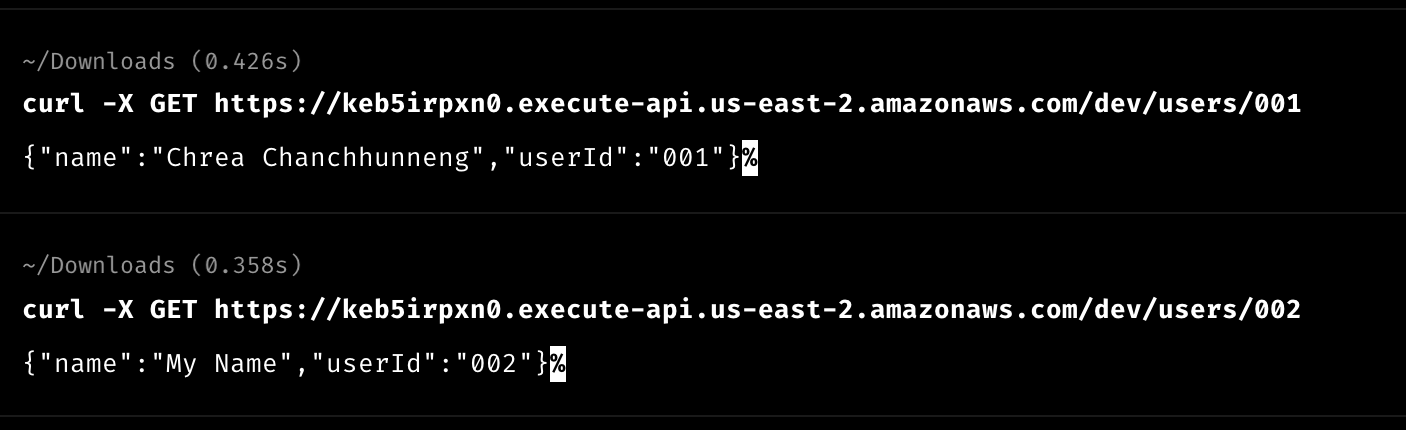 ~/Downloads (0.426s)
curl -X GET https://keb5irpxn0.execute-api.us-east-2.amazonaws.com/dev/users/001
{"name":"Chrea Chanchhunneng","userId":"001"}%
~/Downloads (0.358s)
curl -X GET https://keb5irpxn0.execute-api.us-east-2.amazonaws.com/dev/users/002
{"name":"My Name","userId":"002"}%